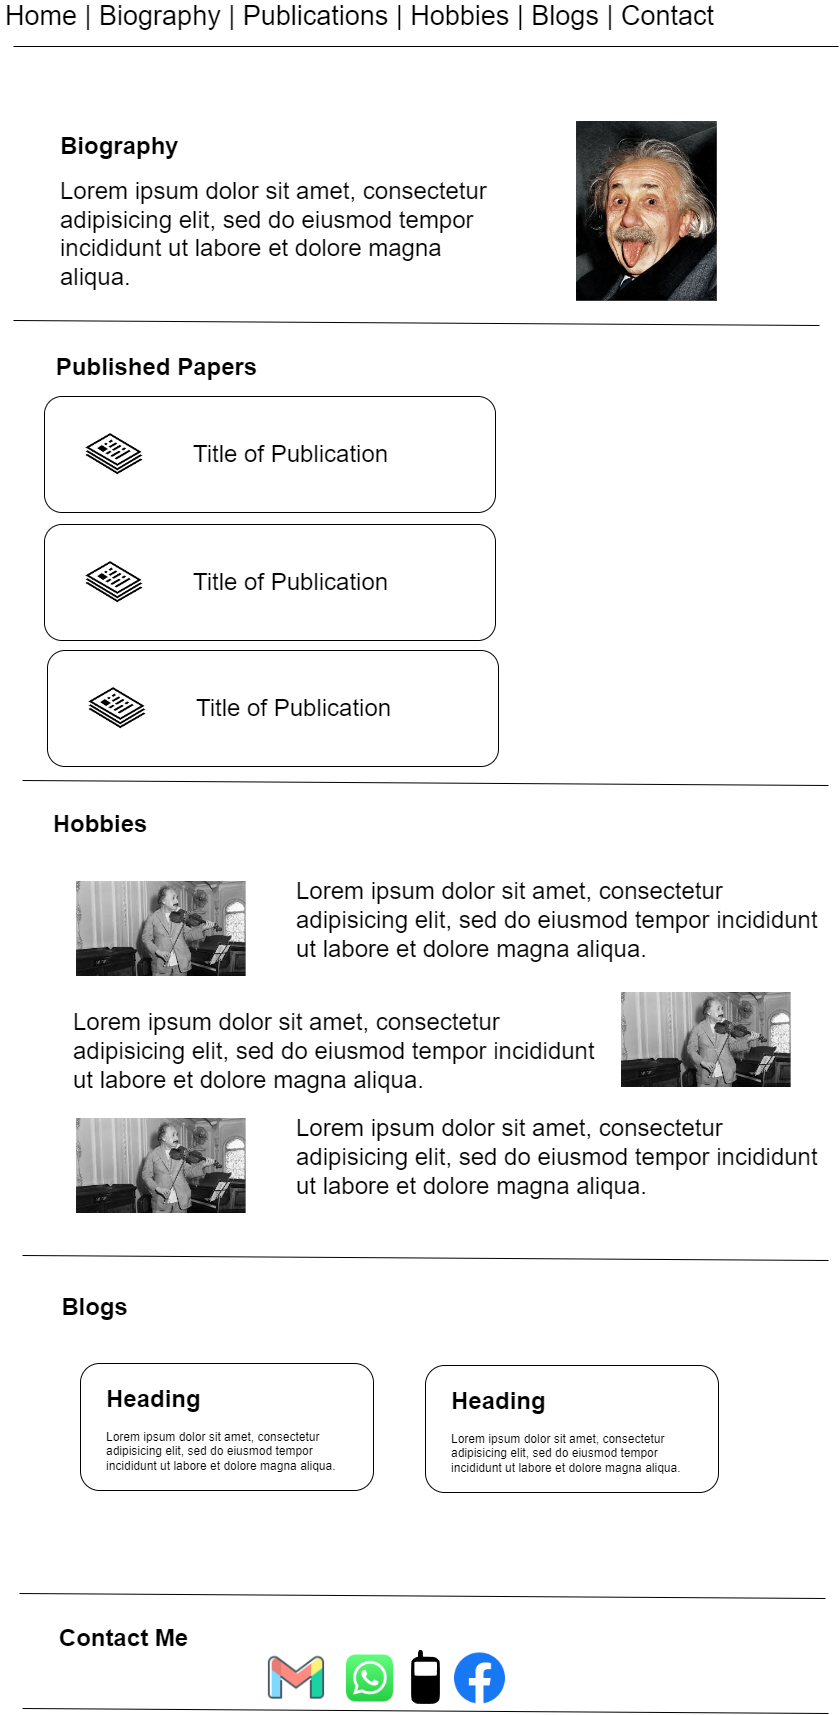 Home | Biography | Publications | Hobbies | Blogs | Contact
Biography
Lorem ipsum dolor sit amet, consectetur
adipisicing elit, sed do eiusmod tempor
incididunt ut labore et dolore magna
aliqua.
Published Papers
Title of Publication
Title of Publication
Title of Publication
Hobbies
Lorem ipsum dolor sit amet, consectetur
adipisicing elit, sed do eiusmod tempor incididunt
ut labore et dolore magna aliqua.
Lorem ipsum dolor sit amet, consectetur
adipisicing elit, sed do eiusmod tempor incididunt
ut labore et dolore magna aliqua.
Lorem ipsum dolor sit amet, consectetur
adipisicing elit, sed do eiusmod tempor incididunt
ut labore et dolore magna aliqua.
Blogs
Heading
Lorem ipsum dolor sit amet, consectetur
adipisicing elit, sed do eiusmod tempor
incididunt ut labore et dolore magna aliqua.
Heading
Lorem ipsum dolor sit amet, consectetur
adipisicing elit, sed do eiusmod tempor
incididunt ut labore et dolore magna aliqua.
Contact Me